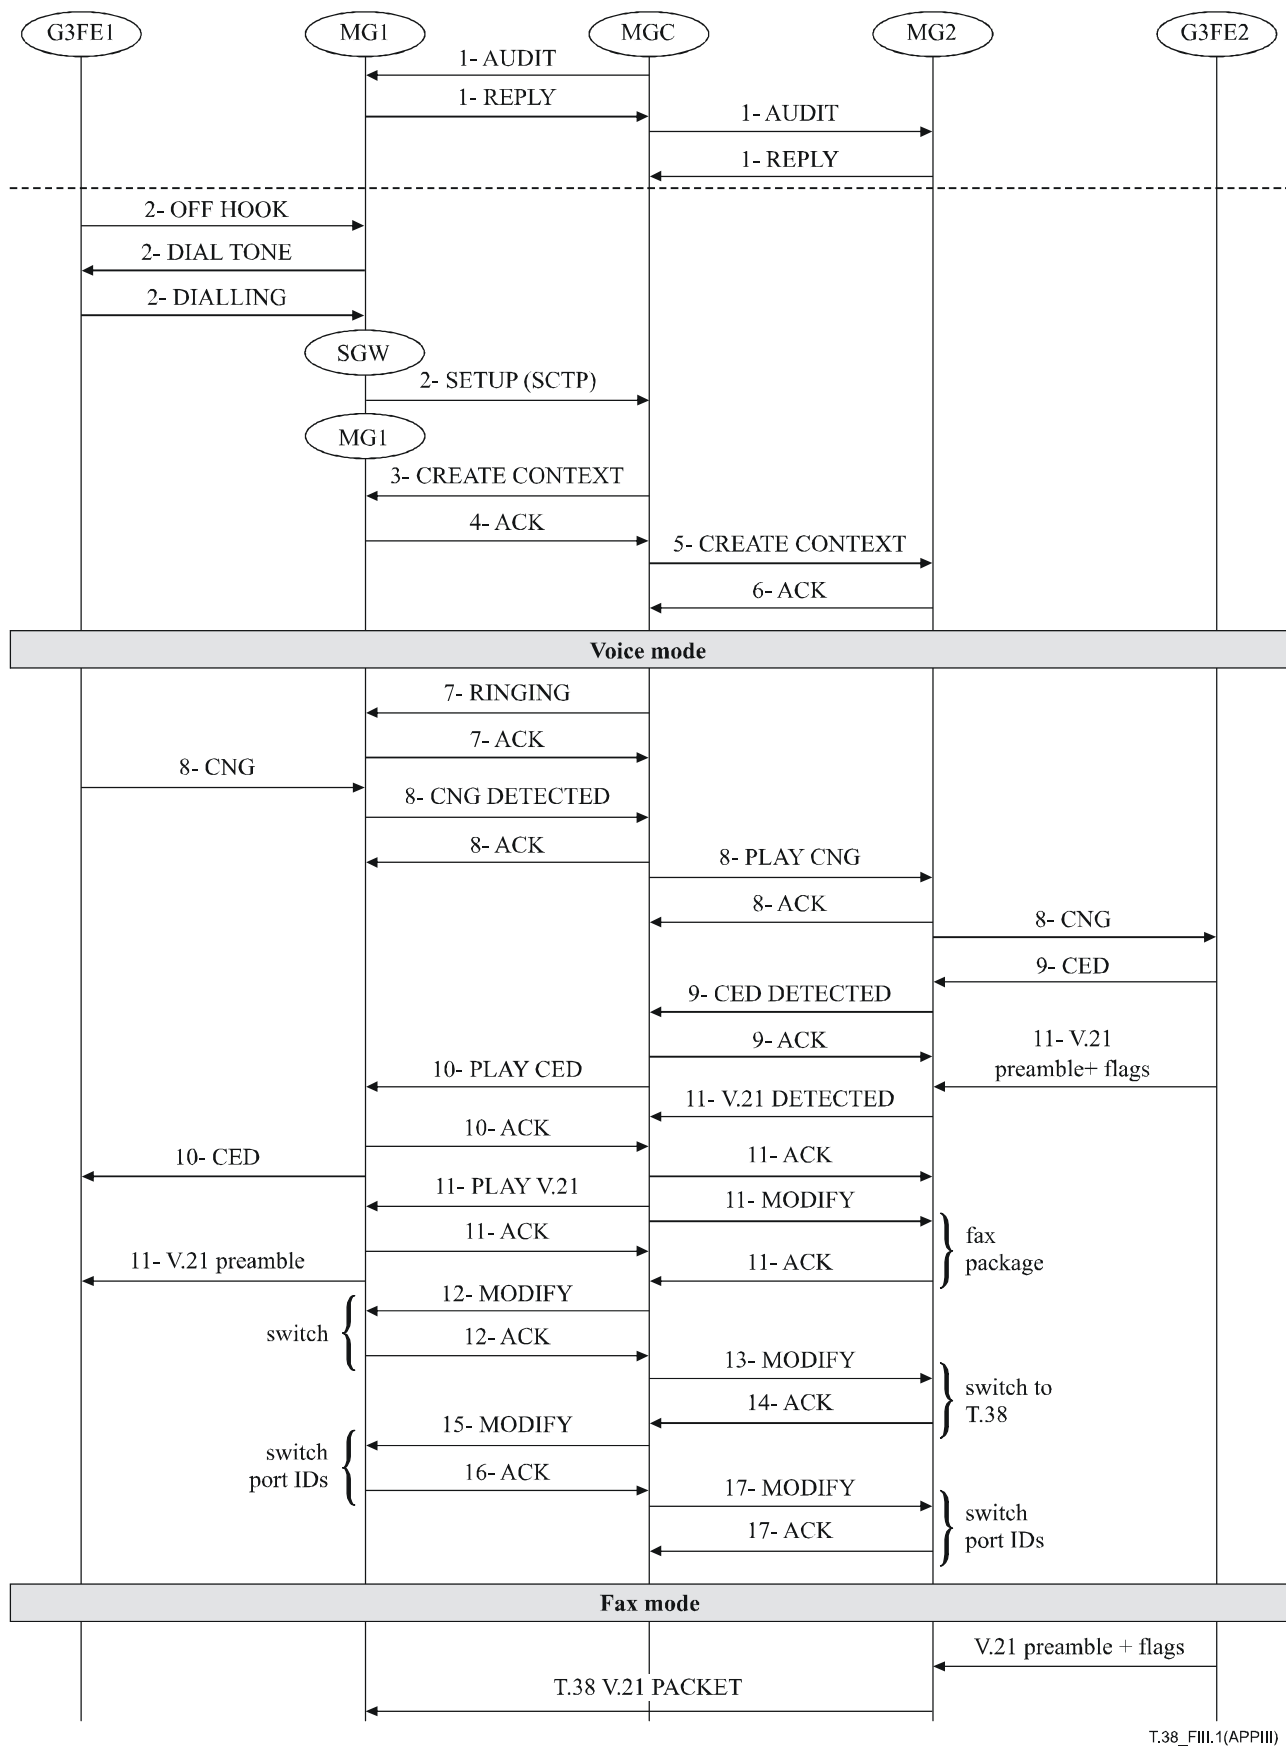 G3FE1 MG1 MGC MG2 G3FE2
1- AUDIT
1- REPLY
1- AUDIT
1- REPLY
2- OFF HOOK
2- DIAL TONE
2- DIALLING
SGW
2- SETUP (SCTP)
MG1
3- CREATE CONTEXT
4- ACK
5- CREATE CONTEXT
6- ACK
Voice mode
7- RINGING
7- ACK
8- CNG
8- CNG DETECTED
8- ACK
8- PLAY CNG
8- ACK
8- CNG
9- CED
9- CED DETECTED
9- ACK
11- V.21
preamble+ flags
10- PLAY CED
11- V.21 DETECTED
10- ACK
10- CED
11- ACK
11- PLAY V.21
11- MODIFY
11- ACK
fax
package
11- V.21 preamble
11- ACK
12- MODIFY
switch
12- ACK
13- MODIFY
switch to
T.38
14- ACK
15- MODIFY
switch
port IDs
16- ACK
17- MODIFY
switch
port IDs
17- ACK
Fax mode
V.21 preamble + flags
T.38 V.21 PACKET
T.38_FIII.1(APPIII)